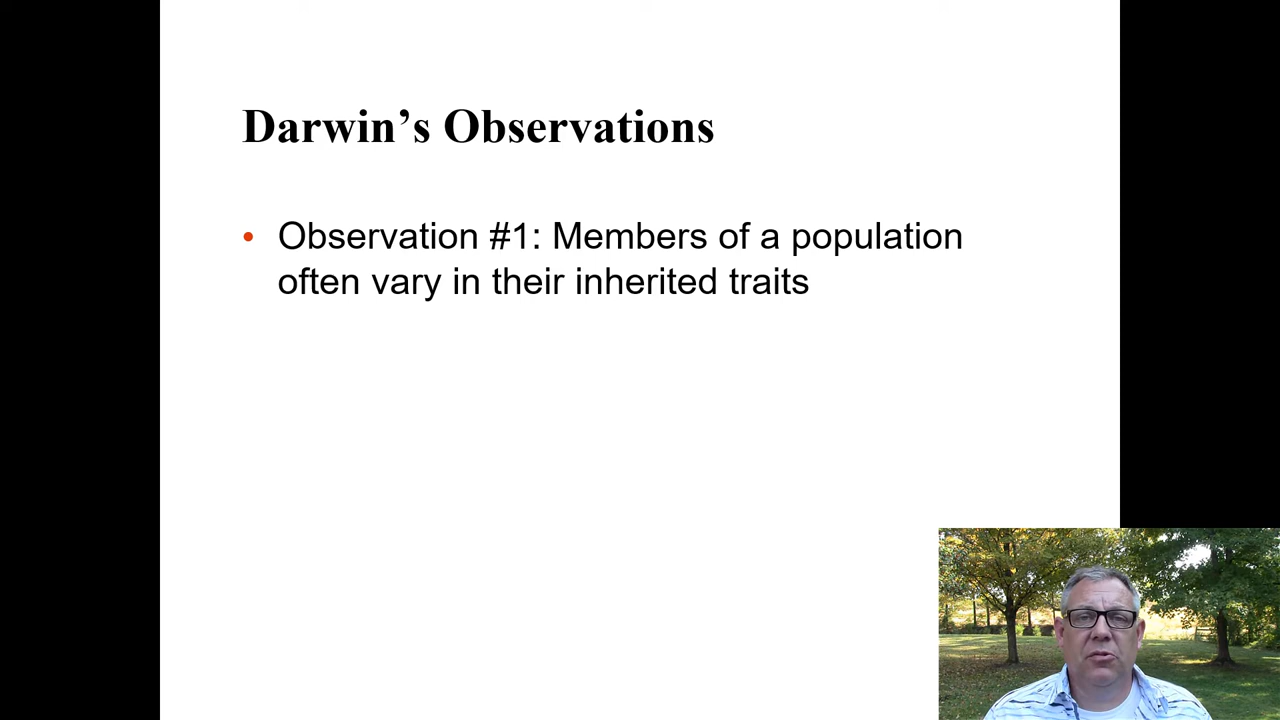 Darwin’s Observations
• Observation #1: Members of a population
often vary in their inherited traits